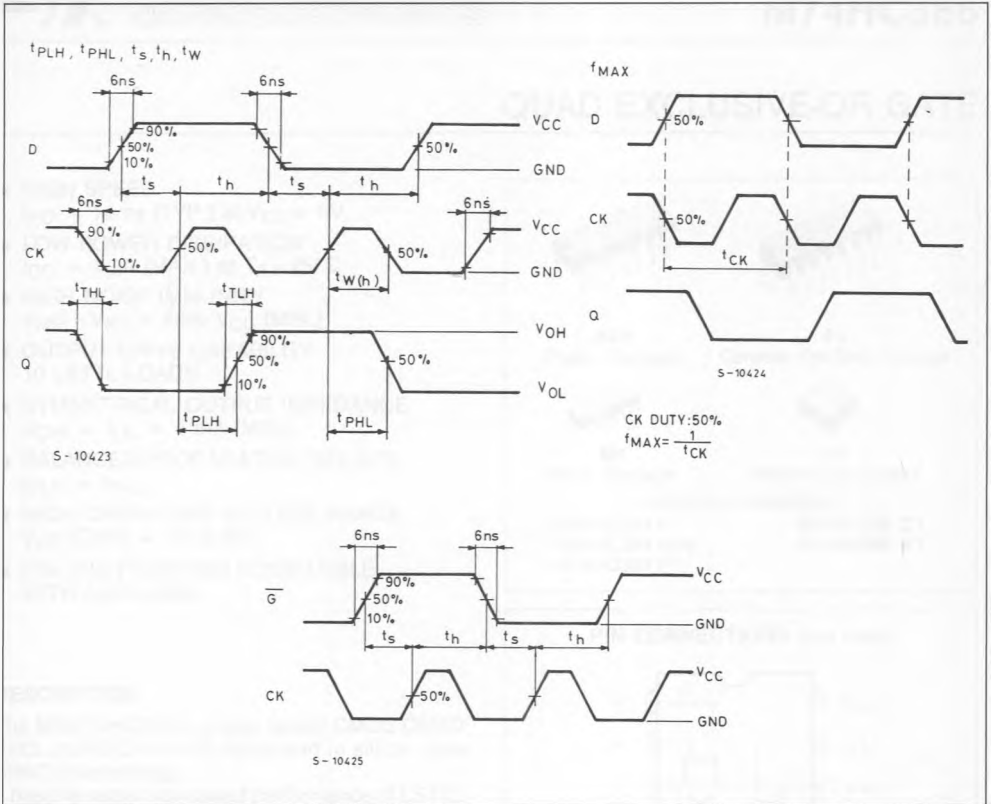 tPLH, tPHL, ts, th, tW
6ns
6ns
D
90%
50%
10%
50%
VCC
GND
ts
th
ts
th
6ns
6ns
CK
90%
10%
50%
50%
VCC
GND
tW(h)
tTHL
tTLH
Q
90%
10%
50%
VOH
VOL
tPLH
tPHL
S-10423
fMAX
D
50%
CK
50%
tCK
Q
S-10424
CK DUTY:50%
fMAX= 1
tCK
6ns
6ns
G
90%
50%
10%
VCC
GND
ts
th
ts
th
CK
50%
VCC
GND
S-10425
QUAD EXCLUSIVE-OR GATE